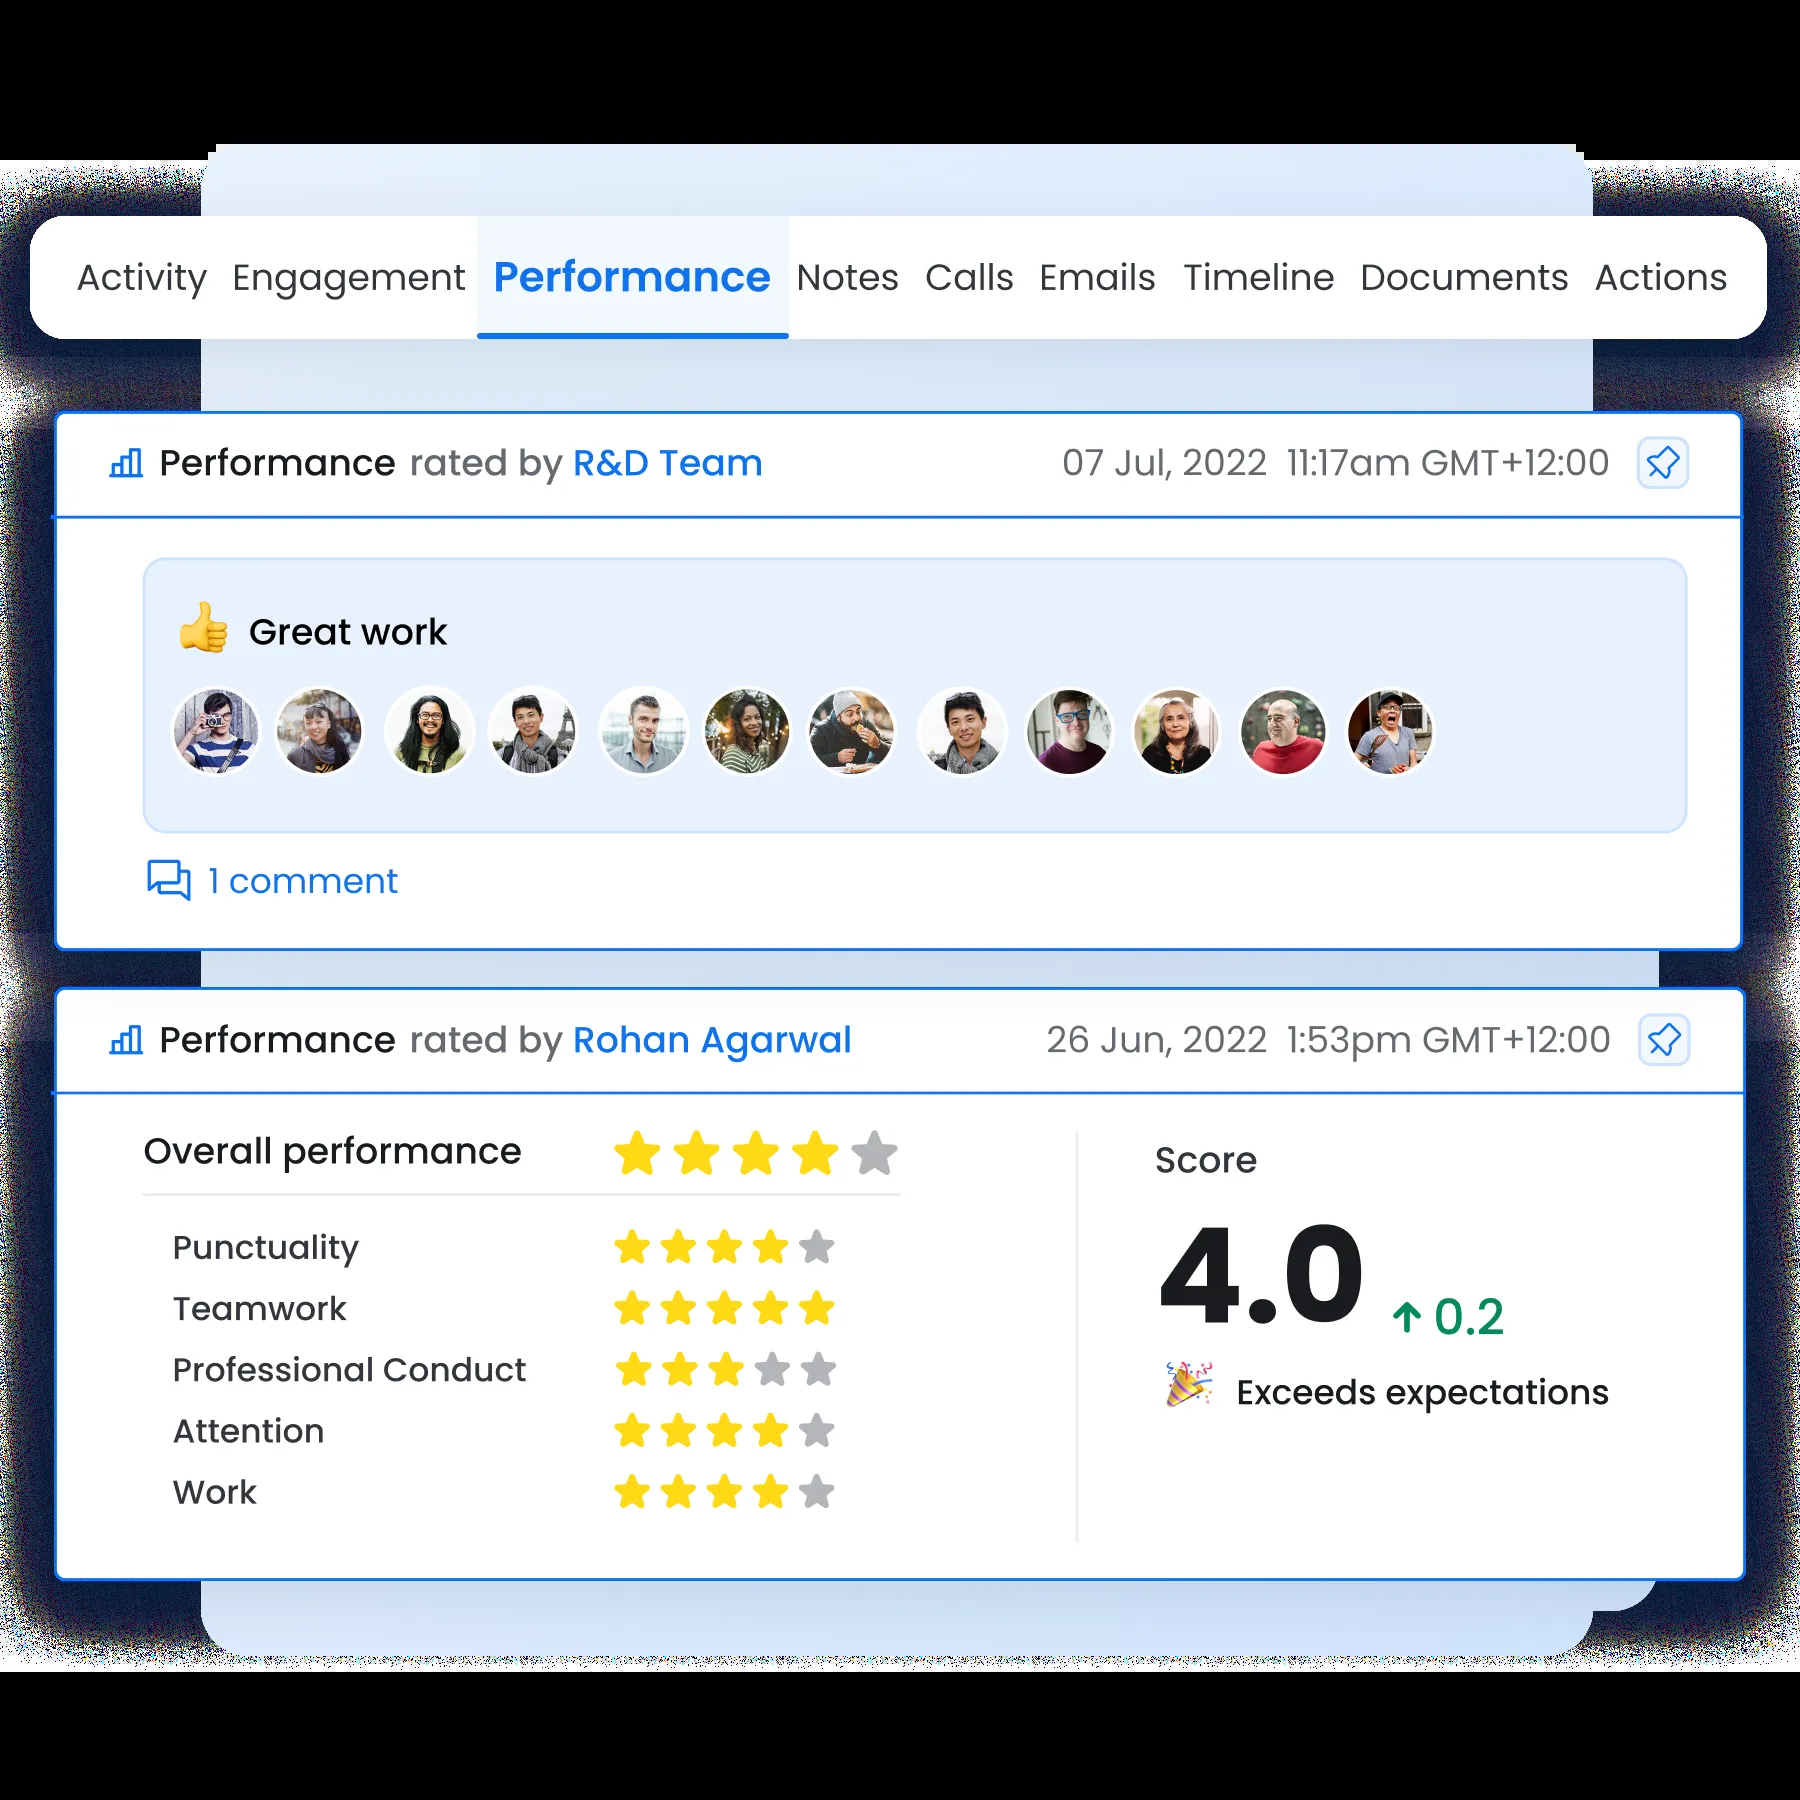 Activity Engagement Performance Notes Calls Emails Timeline Documents Actions
Performance rated by R&D Team 07 Jul, 2022 11:17am GMT+12:00
Great work
1 comment
Performance rated by Rohan Agarwal 26 Jun, 2022 1:53pm GMT+12:00
Overall performance
Punctuality
Teamwork
Professional Conduct
Attention
Work
Score
4.0 0.2
Exceeds expectations